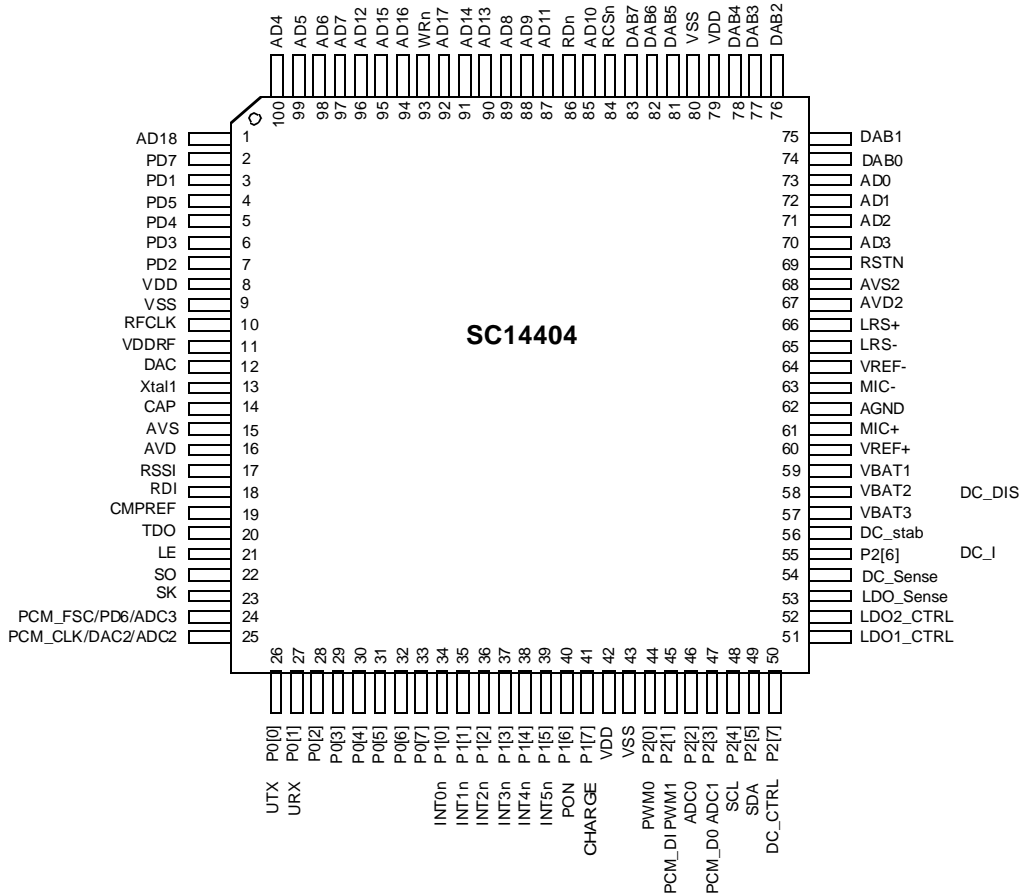 AD4 AD5 AD6 AD7 AD12 AD15 AD16 WRn AD17 AD14 AD13 AD8 AD9 AD11 RDn AD10 RCSn DAB7 DAB6 DAB5 VSS VDD DAB4 DAB3 DAB2
100 99 98 97 96 95 94 93 92 91 90 89 88 87 86 85 84 83 82 81 80 79 78 77 76
AD18 1
PD7 2
PD1 3
PD5 4
PD4 5
PD3 6
PD2 7
VDD 8
VSS 9
RFCLK 10
VDDRF 11
DAC 12
Xtal1 13
CAP 14
AVS 15
AVD 16
RSSI 17
RDI 18
CMPREF 19
TDO 20
LE 21
SO 22
SK 23
PCM_FSC/PD6/ADC3 24
PCM_CLK/DAC2/ADC2 25
SC14404
75 DAB1
74 DAB0
73 AD0
72 AD1
71 AD2
70 AD3
69 RSTN
68 AVS2
67 AVD2
66 LRS+
65 LRS-
64 VREF-
63 MIC-
62 AGND
61 MIC+
60 VREF+
59 VBAT1
58 VBAT2 DC_DIS
57 VBAT3
56 DC_stab
55 P2[6] DC_I
54 DC_Sense
53 LDO_Sense
52 LDO2_CTRL
51 LDO1_CTRL
26 27 28 29 30 31 32 33 34 35 36 37 38 39 40 41 42 43 44 45 46 47 48 49 50
P0[0] P0[1] P0[2] P0[3] P0[4] P0[5] P0[6] P0[7] P1[0] P1[1] P1[2] P1[3] P1[4] P1[5] P1[6] P1[7] VDD VSS P2[0] P2[1] P2[2] P2[3] P2[4] P2[5] P2[7]
UTX URX INT0n INT1n INT2n INT3n INT4n INT5n PON CHARGE PWM0 PCM_DI PWM1 ADC0 PCM_D0 ADC1 SCL SDA DC_CTRL